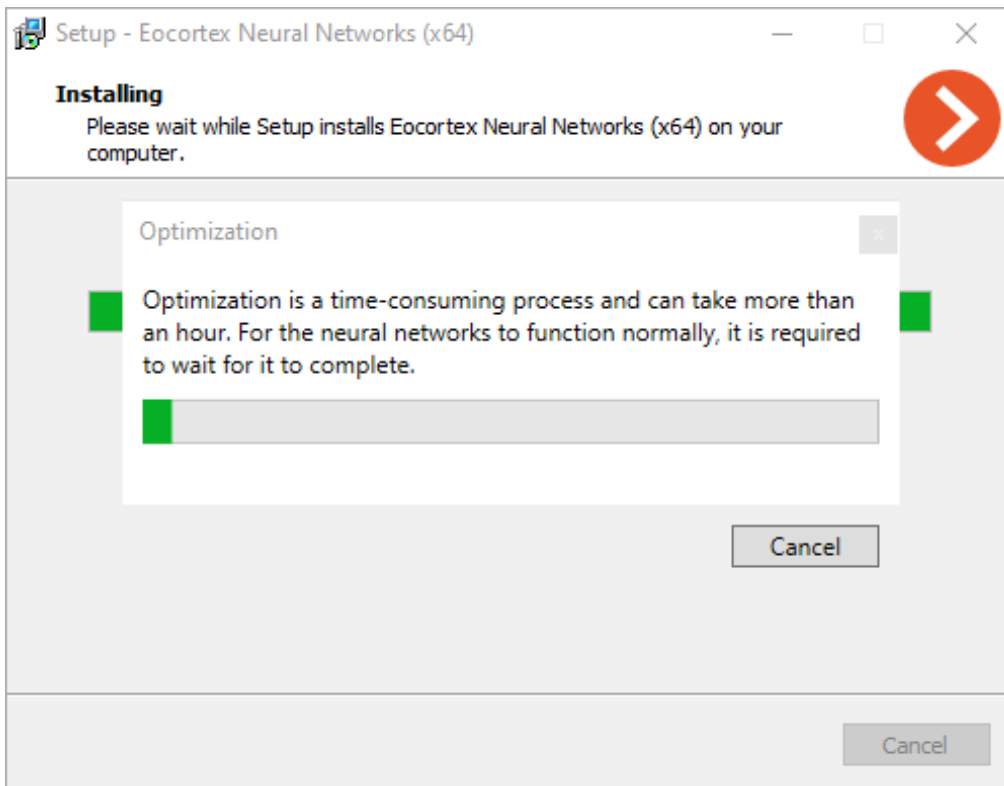 Setup - Eocortex Neural Networks (x64)
Installing
Please wait while Setup installs Eocortex Neural Networks (x64) on your
computer.
Optimization
x
Optimization is a time-consuming process and can take more than
an hour. For the neural networks to function normally, it is required
to wait for it to complete.
Cancel
Cancel